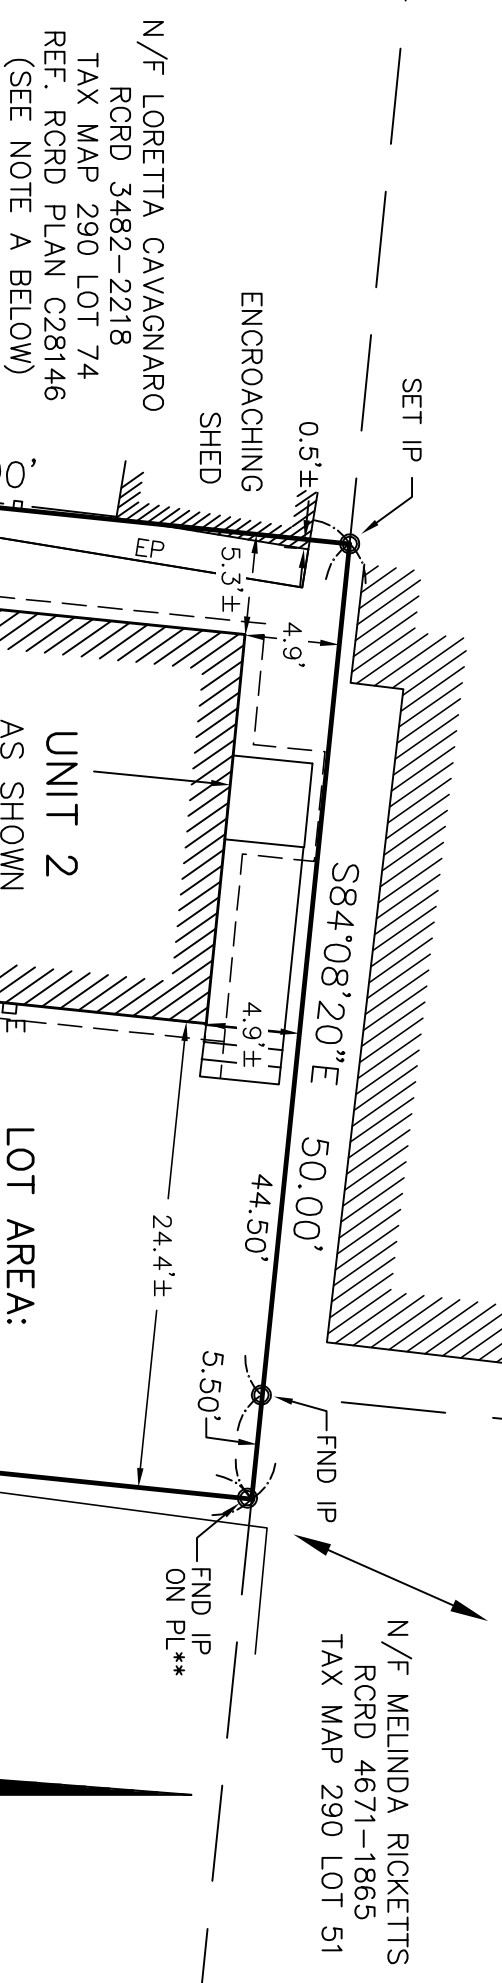 N/F LORETTA CAVAGNARO
RCRD 3482-2218
TAX MAP 290 LOT 74
REF. RCRD PLAN C28146
(SEE NOTE A BELOW)
SET IP
ENCROACHING
SHED
0.5'±
0'
EP
5.3'±
4.9'
UNIT 2
AS SHOWN
S84°08'20"E 50.00'
4.9'±
44.50'
24.4'±
LOT AREA:
5.50'
FND IP
FND IP
ON PL**
N/F MELINDA RICKETTS
RCRD 4671-1865
TAX MAP 290 LOT 51